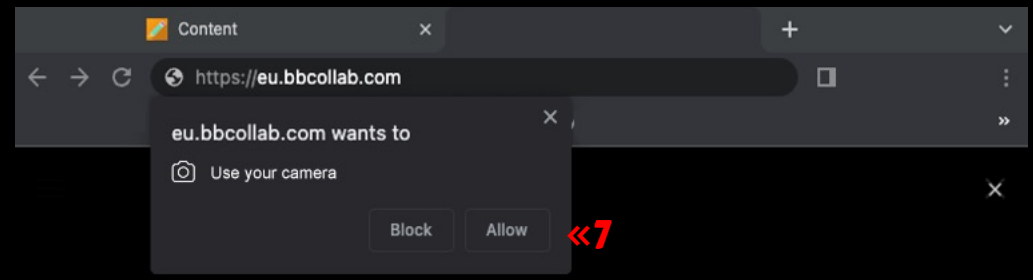 Content
https://eu.bbcollab.com
eu.bbcollab.com wants to
Use your camera
Block Allow «7